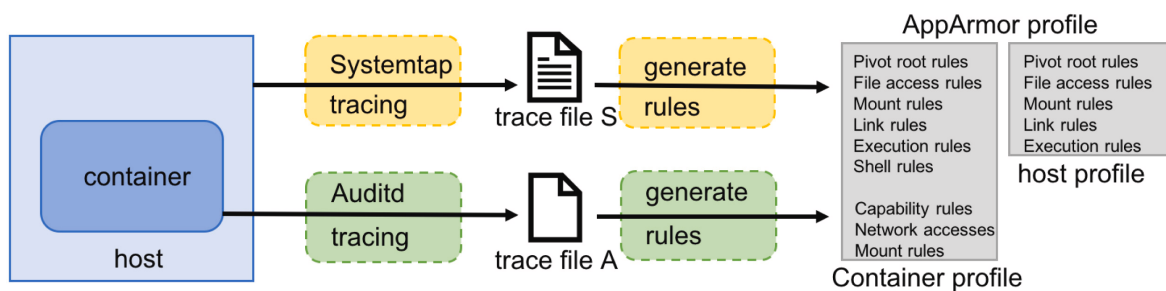 container
host
Systemtap
tracing
trace file S
generate
rules
Auditd
tracing
trace file A
generate
rules
AppArmor profile
Pivot root rules
File access rules
Mount rules
Link rules
Execution rules
Shell rules
Capability rules
Network accesses
Mount rules
Container profile
Pivot root rules
File access rules
Mount rules
Link rules
Execution rules
host profile